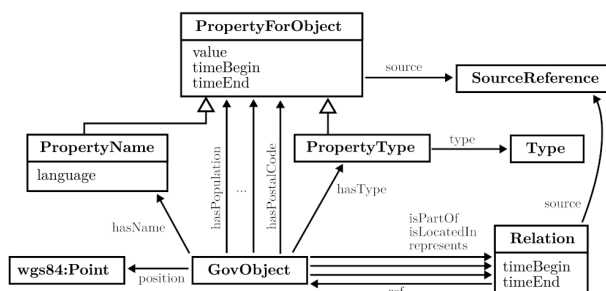 PropertyForObject
value
timeBegin
timeEnd
source
SourceReference
PropertyName
language
PropertyType
type
Type
hasPopulation
...
hasPostalCode
hasType
hasName
source
isPartOf
isLocatedIn
represents
Relation
timeBegin
timeEnd
wgs84:Point
position
GovObject
ref